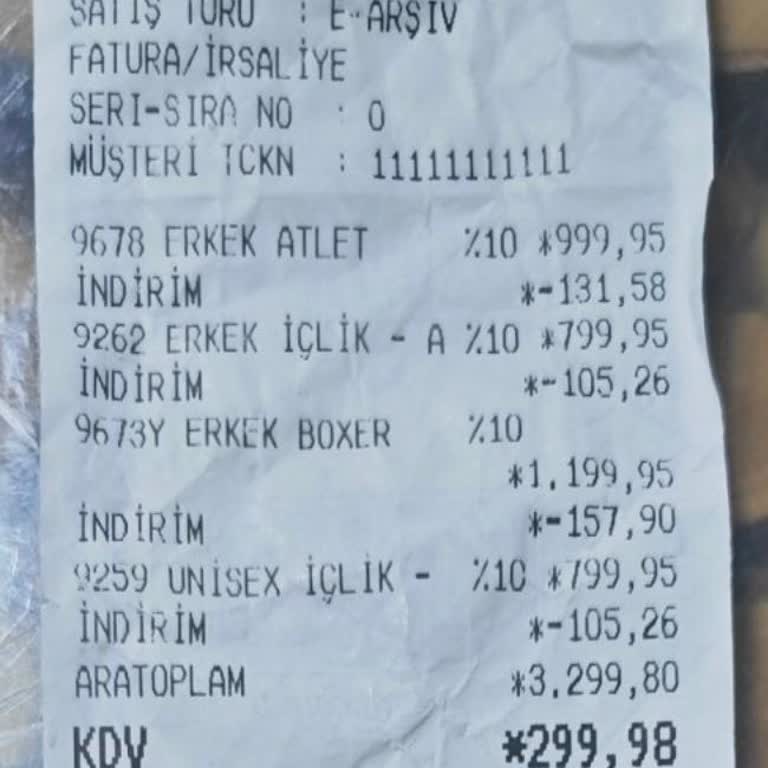 SATIŞ TÜRÜ : E-ARŞİV
FATURA/İRSALİYE
SERİ-SIRA NO : 0
MÜŞTERİ TCKN : 11111111111
9678 ERKEK ATLET %10 *999,95
İNDİRİM *-131,58
9262 ERKEK İÇLİK - A %10 *799,95
İNDİRİM *-105,26
9673Y ERKEK BOXER %10
*1.199,95
İNDİRİM *-157,90
9259 UNİSEX İÇLİK - %10 *799,95
İNDİRİM *-105,26
ARATOPLAM *3.299,80
KDV *299,98